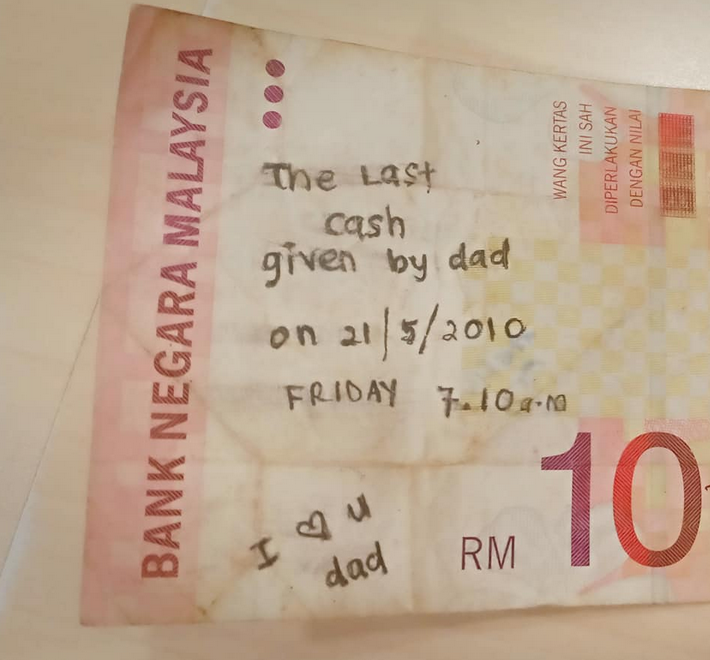 BANK NEGARA MALAYSIA
WANG KERTAS
INI SAH
DIPERLAKUKAN
DENGAN NILAI
The Last
cash
given by dad
on 21/5/2010
FRIDAY 7.10 a.m
I ♡ u
dad
RM 10